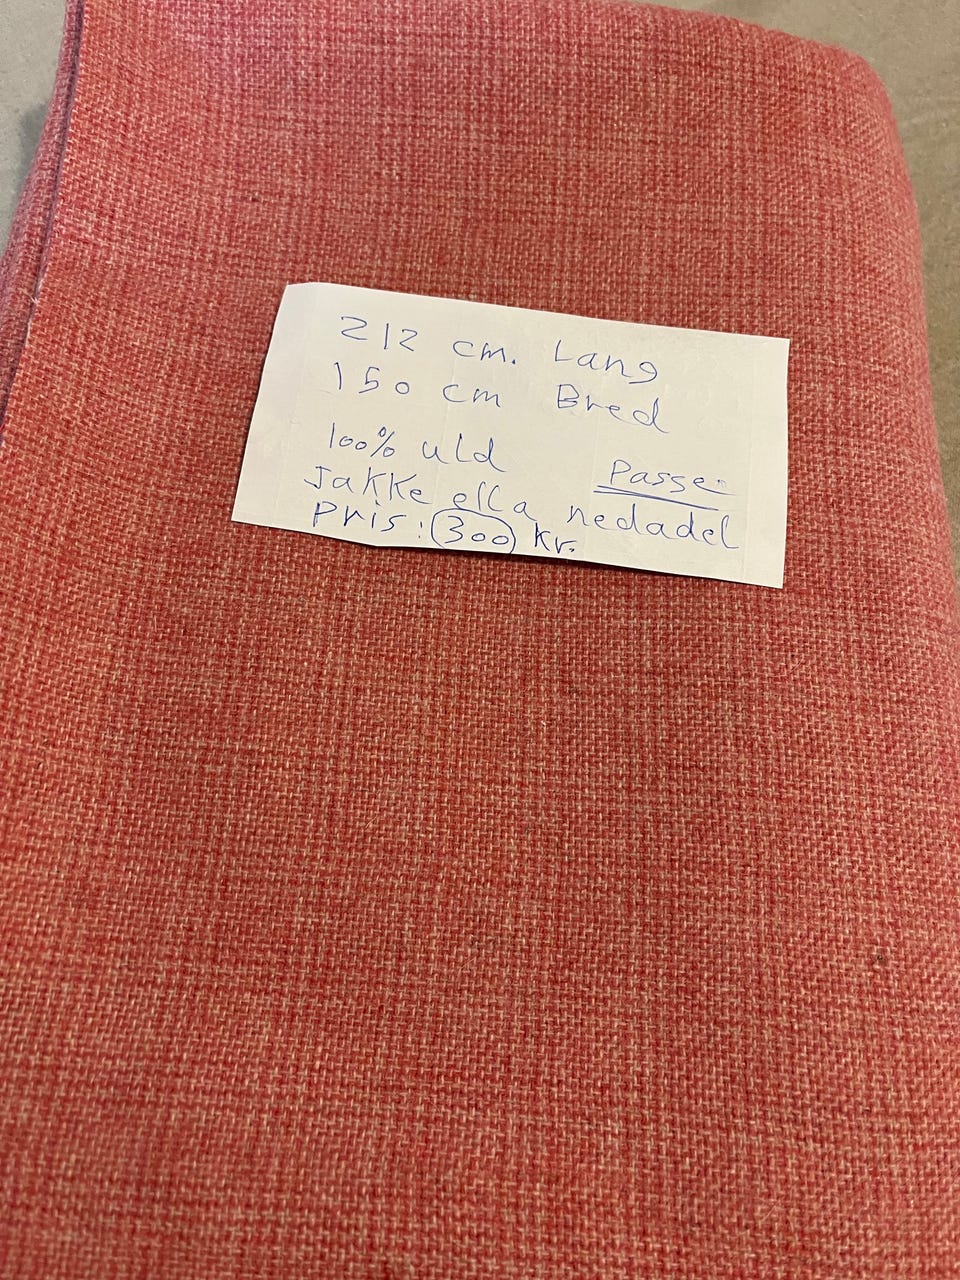 212 cm. Lang
150 cm Bred
100% uld
Passer
Jakke ella nedadel
Pris: 300 kr.